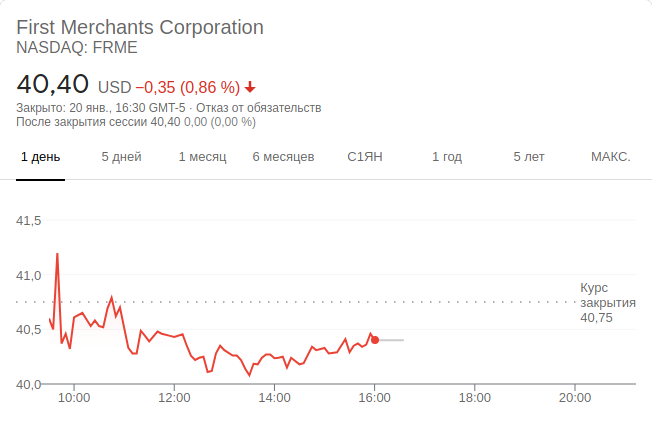 First Merchants Corporation
NASDAQ: FRME
40,40 USD −0,35 (0,86 %)
Закрыто: 20 янв., 16:30 GMT-5 · Отказ от обязательств
После закрытия сессии 40,40 0,00 (0,00 %)
1 день 5 дней 1 месяц 6 месяцев С1ЯН 1 год 5 лет МАКС.
41,5
41,0
Курс
закрытия
40,75
40,5
40,0
10:00 12:00 14:00 16:00 18:00 20:00